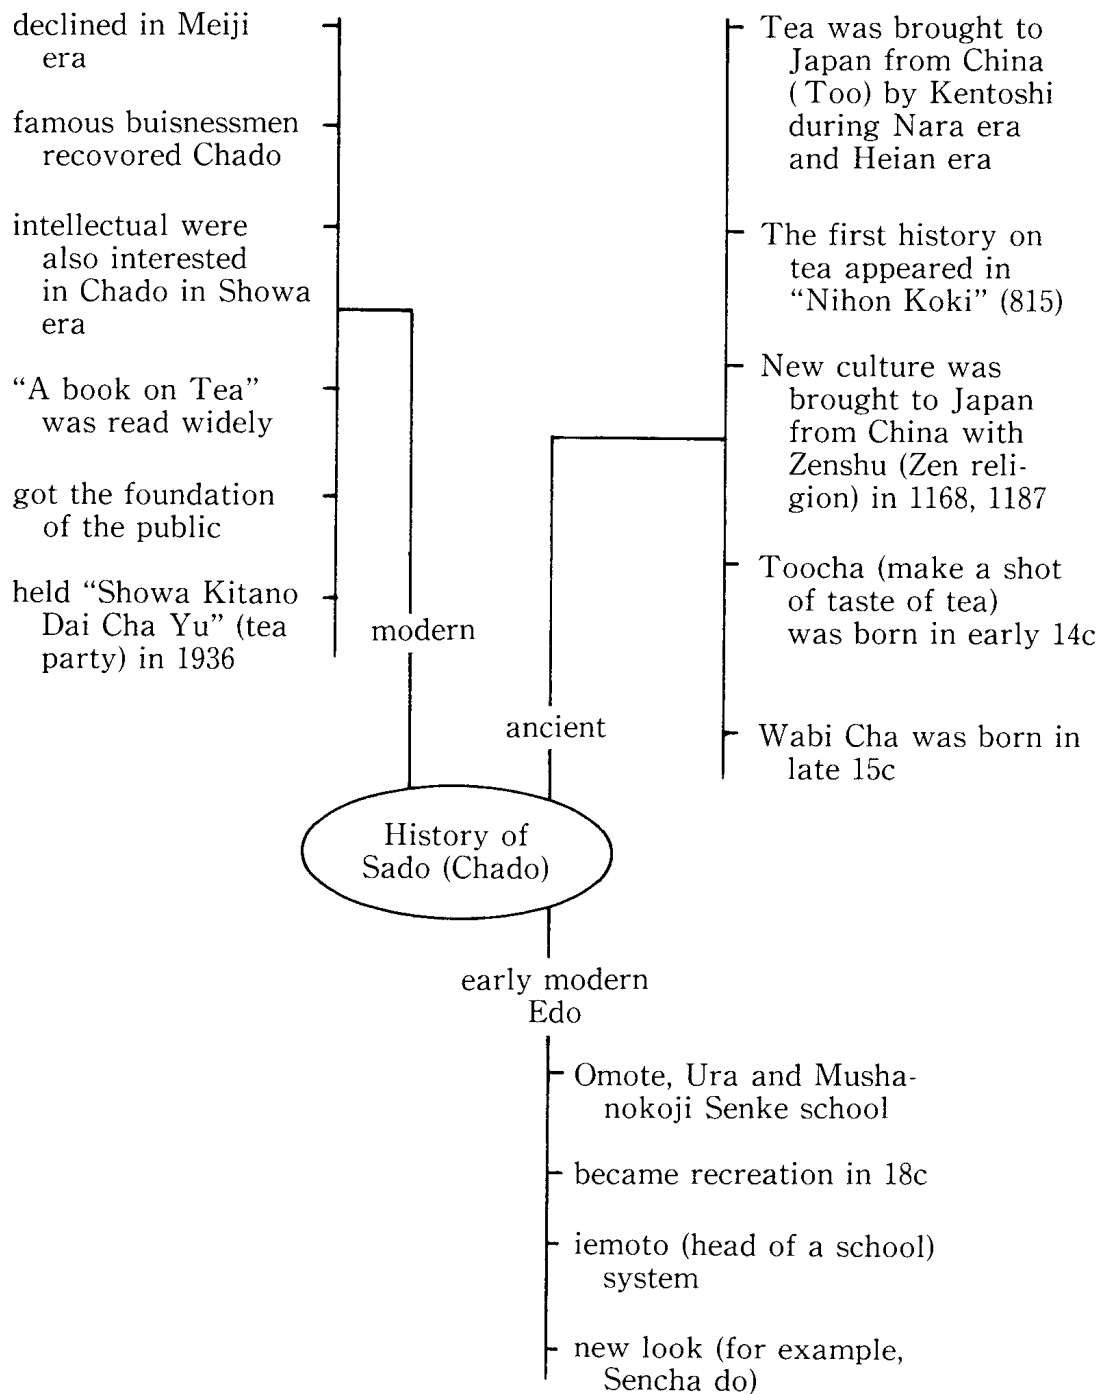 declined in Meiji
era
famous buisnessmen
recovored Chado
intellectual were
also interested
in Chado in Showa
era
“A book on Tea”
was read widely
got the foundation
of the public
held “Showa Kitano
Dai Cha Yu” (tea
party) in 1936
modern
Tea was brought to
Japan from China
(Too) by Kentoshi
during Nara era
and Heian era
The first history on
tea appeared in
“Nihon Koki” (815)
New culture was
brought to Japan
from China with
Zenshu (Zen reli-
gion) in 1168, 1187
Toocha (make a shot
of taste of tea)
was born in early 14c
Wabi Cha was born in
late 15c
ancient
History of
Sado (Chado)
early modern
Edo
Omote, Ura and Musha-
nokoji Senke school
became recreation in 18c
iemoto (head of a school)
system
new look (for example,
Sencha do)